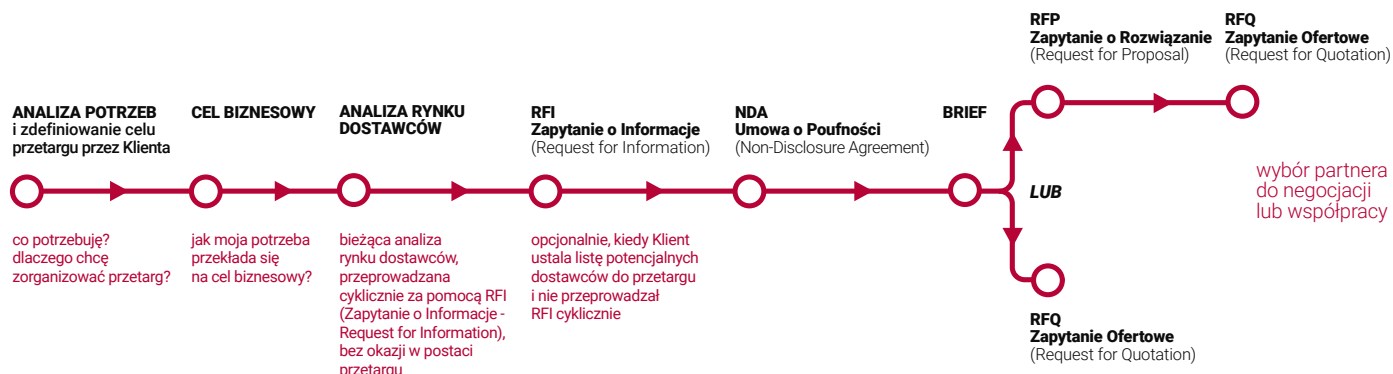 RFP
Zapytanie o Rozwiązanie
(Request for Proposal)
RFQ
Zapytanie Ofertowe
(Request for Quotation)
ANALIZA POTRZEB
i zdefiniowanie celu
przetargu przez Klienta
CEL BIZNESOWY
ANALIZA RYNKU
DOSTAWCÓW
RFI
Zapytanie o Informacje
(Request for Information)
NDA
Umowa o Poufności
(Non-Disclosure Agreement)
BRIEF
LUB
wybór partnera
do negocjacji
lub współpracy
co potrzebuję?
dlaczego chcę
zorganizować przetarg?
jak moja potrzeba
przekłada się
na cel biznesowy?
bieżąca analiza
rynku dostawców,
przeprowadzana
cyklicznie za pomocą RFI
(Zapytanie o Informacje -
Request for Information),
bez okazji w postaci
przetargu
opcjonalnie, kiedy Klient
ustala listę potencjalnych
dostawców do przetargu
i nie przeprowadzał
RFI cyklicznie
RFQ
Zapytanie Ofertowe
(Request for Quotation)